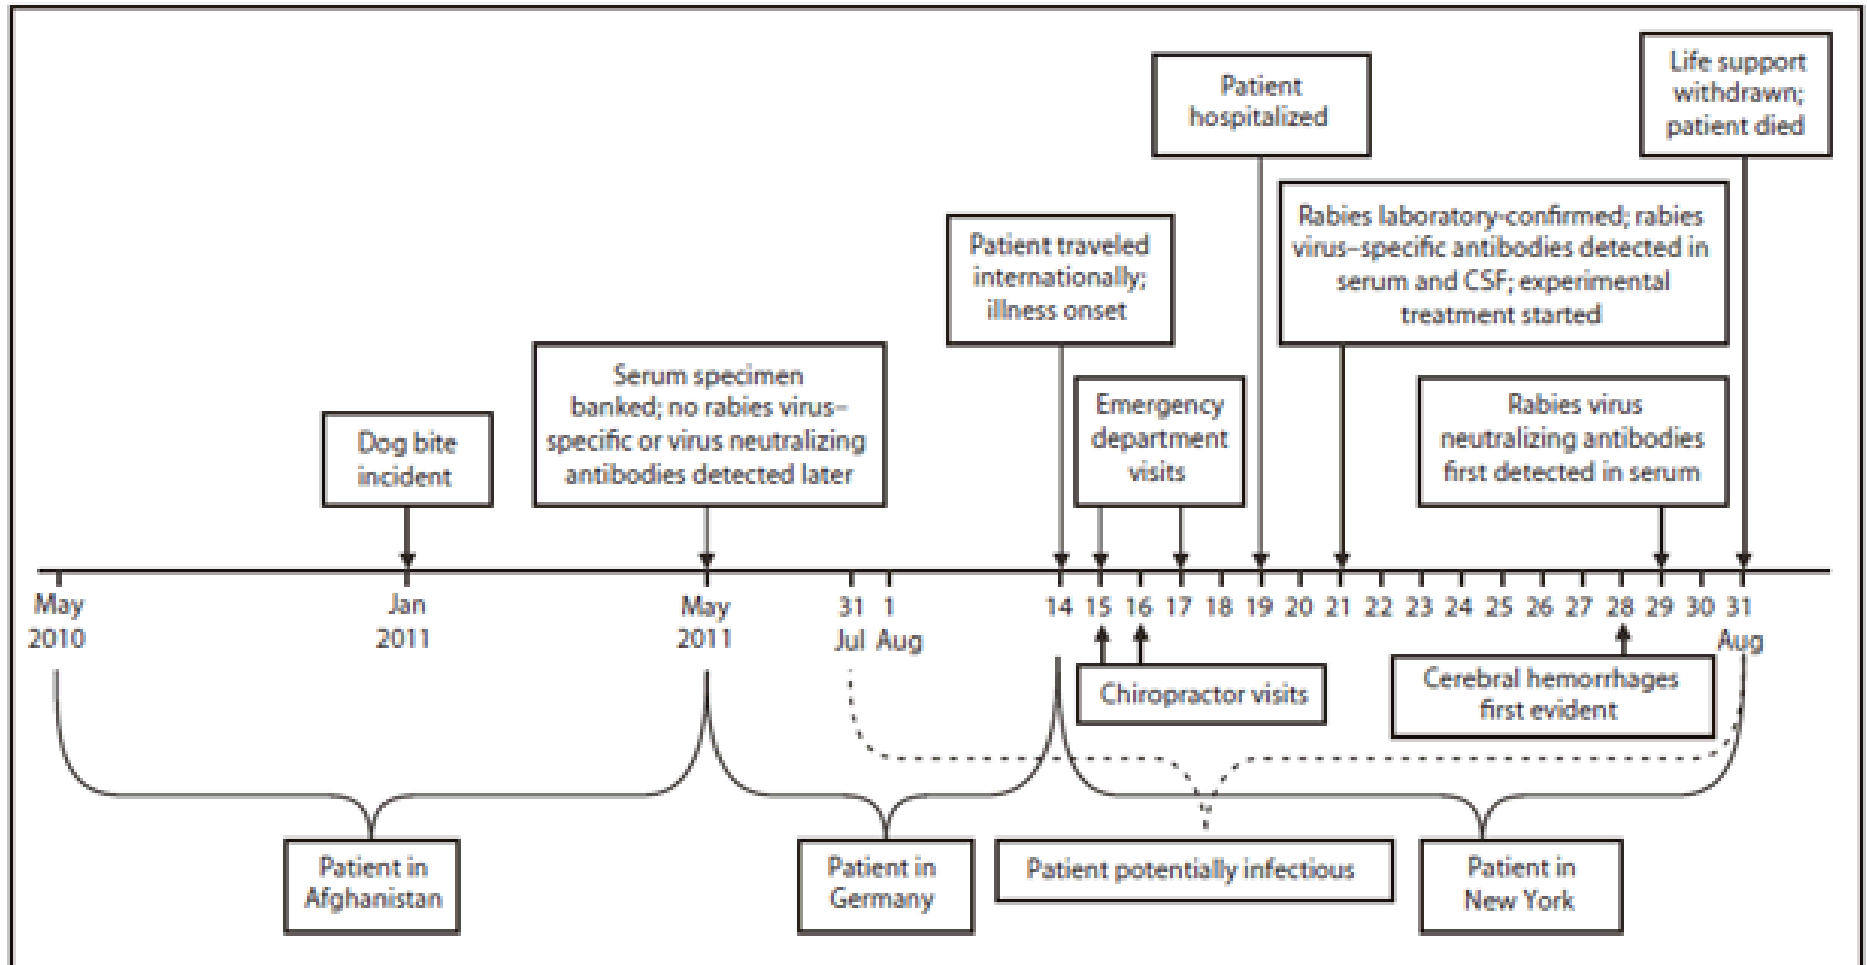 Life support
withdrawn;
patient died
Patient
hospitalized
Rabies laboratory-confirmed; rabies
virus–specific antibodies detected in
serum and CSF; experimental
treatment started
Patient traveled
internationally;
illness onset
Serum specimen
banked; no rabies virus–
specific or virus neutralizing
antibodies detected later
Emergency
department
visits
Rabies virus
neutralizing antibodies
first detected in serum
Dog bite
incident
May
2010
Jan
2011
May
2011
31
Jul
1
Aug
14 15 16 17 18 19 20 21 22 23 24 25 26 27 28 29 30 31
Aug
Chiropractor visits
Cerebral hemorrhages
first evident
Patient in
Afghanistan
Patient in
Germany
Patient potentially infectious
Patient in
New York